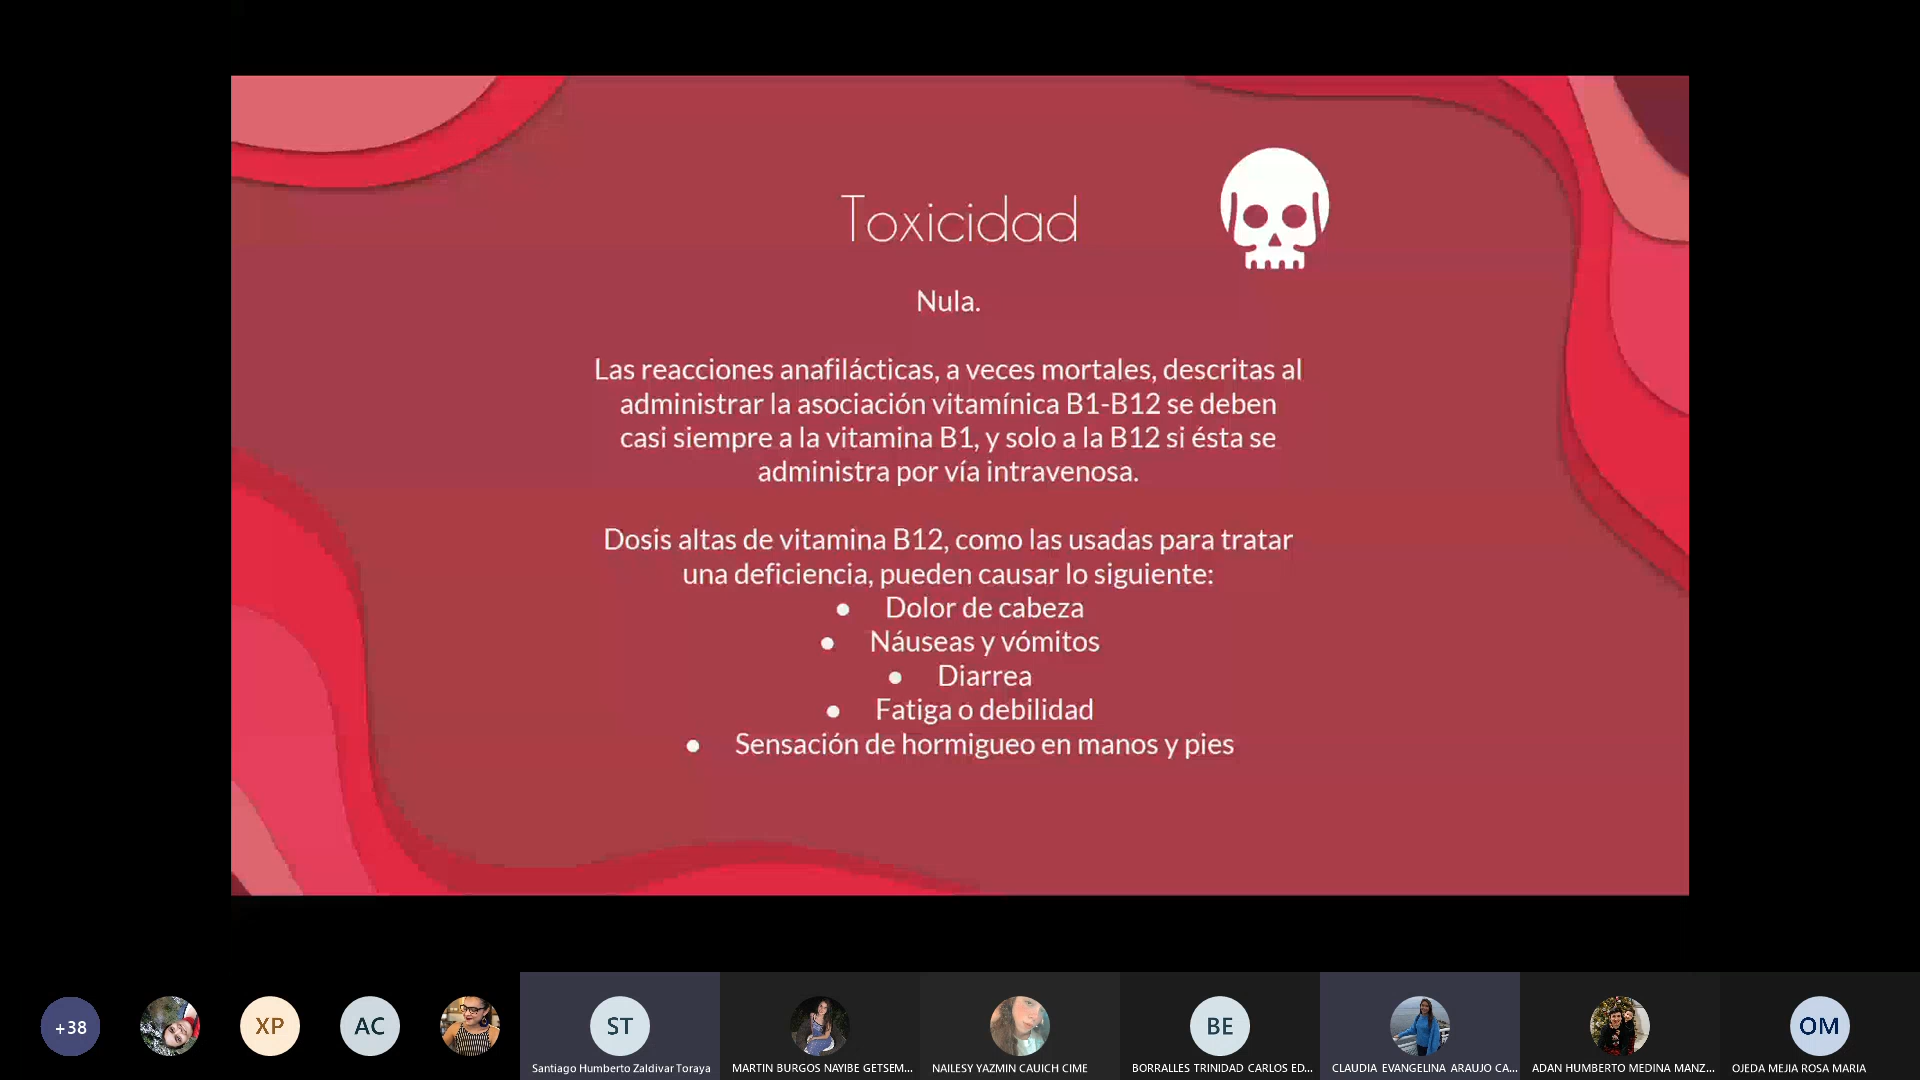 Toxicidad
Nula.
Las reacciones anafilácticas, a veces mortales, descritas al
administrar la asociación vitamínica B1-B12 se deben
casi siempre a la vitamina B1, y solo a la B12 si ésta se
administra por vía intravenosa.
Dosis altas de vitamina B12, como las usadas para tratar
una deficiencia, pueden causar lo siguiente:
● Dolor de cabeza
● Náuseas y vómitos
● Diarrea
● Fatiga o debilidad
● Sensación de hormigueo en manos y pies
+38
XP
AC
ST
BE
OM
Santiago Humberto Zaldivar Toraya
MARTIN BURGOS NAYIBE GETSEM...
NAILESY YAZMIN CAUICH CIME
BORRALLES TRINIDAD CARLOS ED...
CLAUDIA EVANGELINA ARAUJO CA...
ADAN HUMBERTO MEDINA MANZ...
OJEDA MEJIA ROSA MARIA